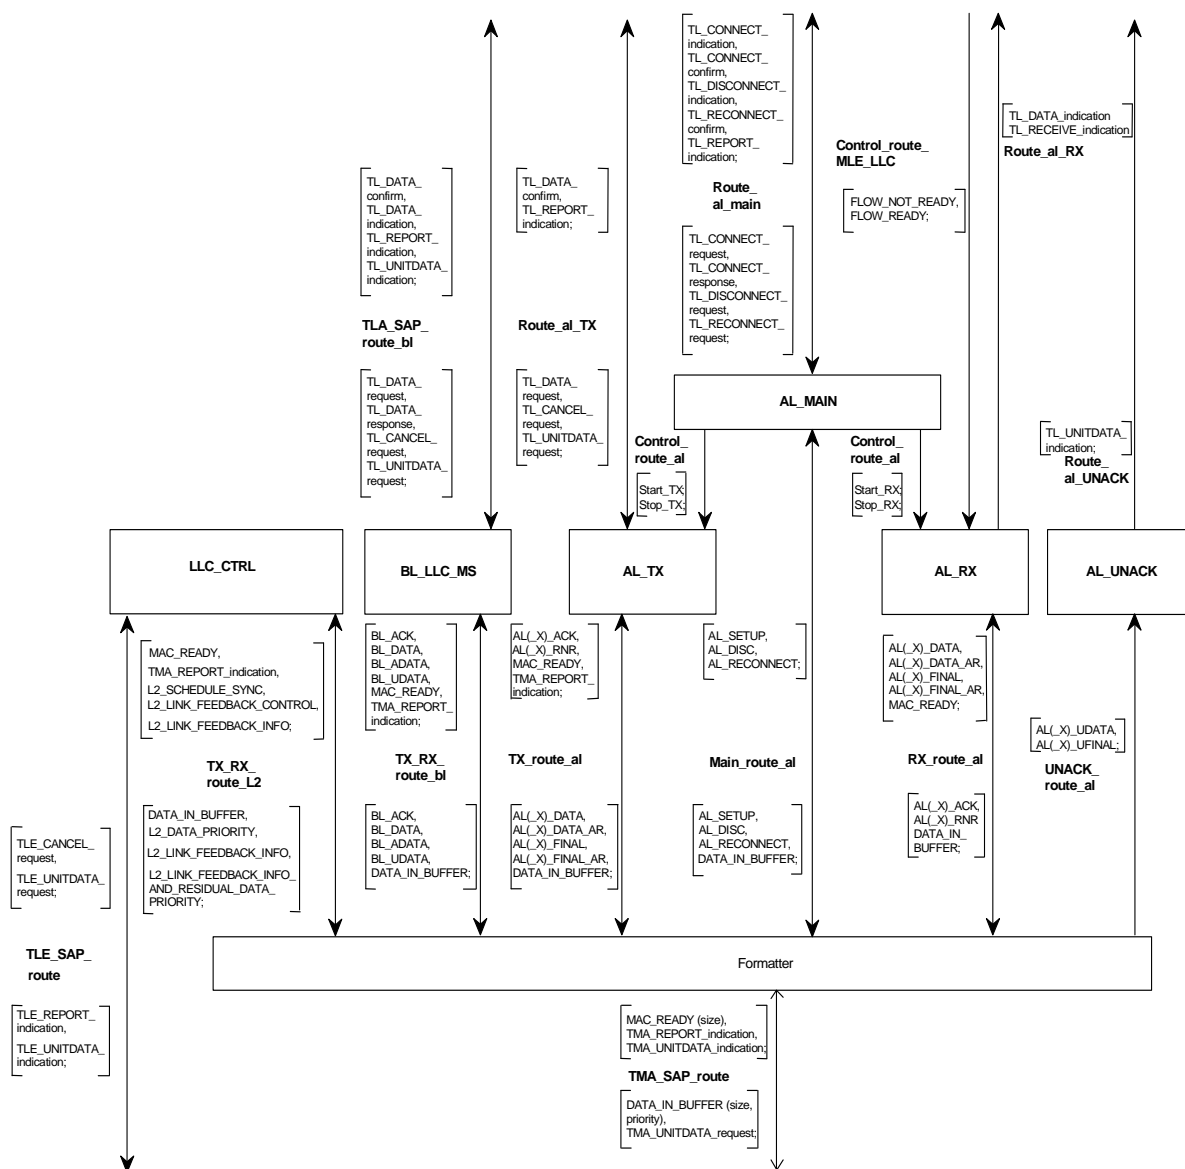 TL_CONNECT_
indication,
TL_CONNECT_
confirm,
TL_DISCONNECT_
indication,
TL_RECONNECT_
confirm,
TL_REPORT_
indication;
Route_
al_main
TL_CONNECT_
request,
TL_CONNECT_
response,
TL_DISCONNECT_
request,
TL_RECONNECT_
request;
Control_route_
MLE_LLC
FLOW_NOT_READY,
FLOW_READY;
TL_DATA_indication
TL_RECEIVE_indication
Route_al_RX
TL_DATA_
confirm,
TL_DATA_
indication,
TL_REPORT_
indication,
TL_UNITDATA_
indication;
TLA_SAP_
route_bl
TL_DATA_
request,
TL_DATA_
response,
TL_CANCEL_
request,
TL_UNITDATA_
request;
TL_DATA_
confirm,
TL_REPORT_
indication;
Route_al_TX
TL_DATA_
request,
TL_CANCEL_
request,
TL_UNITDATA_
request;
AL_MAIN
Control_
route_al
Start_TX;
Stop_TX;
Control_
route_al
Start_RX;
Stop_RX;
TL_UNITDATA_
indication;
Route_
al_UNACK
LLC_CTRL
BL_LLC_MS
AL_TX
AL_RX
AL_UNACK
MAC_READY,
TMA_REPORT_indication,
L2_SCHEDULE_SYNC,
L2_LINK_FEEDBACK_CONTROL,
L2_LINK_FEEDBACK_INFO;
TX_RX_
route_L2
DATA_IN_BUFFER,
L2_DATA_PRIORITY,
L2_LINK_FEEDBACK_INFO,
L2_LINK_FEEDBACK_INFO_
AND_RESIDUAL_DATA_
PRIORITY;
BL_ACK,
BL_DATA,
BL_ADATA,
BL_UDATA,
MAC_READY,
TMA_REPORT_
indication;
TX_RX_
route_bl
BL_ACK,
BL_DATA,
BL_ADATA,
BL_UDATA,
DATA_IN_BUFFER;
AL(_X)_ACK,
AL(_X)_RNR,
MAC_READY,
TMA_REPORT_
indication;
TX_route_al
AL(_X)_DATA,
AL(_X)_DATA_AR,
AL(_X)_FINAL,
AL(_X)_FINAL_AR,
DATA_IN_BUFFER;
AL_SETUP,
AL_DISC,
AL_RECONNECT;
Main_route_al
AL_SETUP,
AL_DISC,
AL_RECONNECT,
DATA_IN_BUFFER;
AL(_X)_DATA,
AL(_X)_DATA_AR,
AL(_X)_FINAL,
AL(_X)_FINAL_AR,
MAC_READY;
RX_route_al
AL(_X)_ACK,
AL(_X)_RNR
DATA_IN_
BUFFER;
AL(_X)_UDATA,
AL(_X)_UFINAL;
UNACK_
route_al
TLE_CANCEL_
request,
TLE_UNITDATA_
request;
TLE_SAP_
route
TLE_REPORT_
indication,
TLE_UNITDATA_
indication;
Formatter
MAC_READY (size),
TMA_REPORT_indication,
TMA_UNITDATA_indication;
TMA_SAP_route
DATA_IN_BUFFER (size,
priority),
TMA_UNITDATA_request;